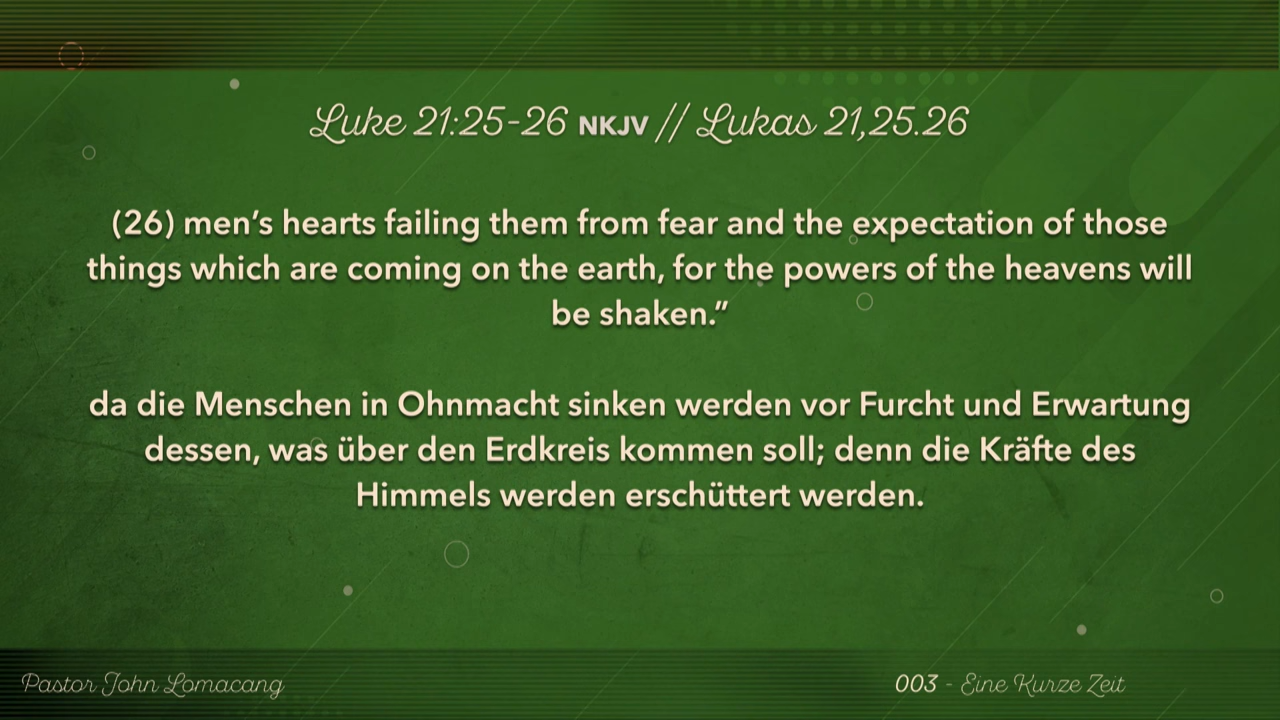 Luke 21:25-26 NKJV // Lukas 21,25.26
(26) men’s hearts failing them from fear and the expectation of those
things which are coming on the earth, for the powers of the heavens will
be shaken.”
da die Menschen in Ohnmacht sinken werden vor Furcht und Erwartung
dessen, was über den Erdkreis kommen soll; denn die Kräfte des
Himmels werden erschüttert werden.
Pastor John Lomacang
003 - Eine Kurze Zeit